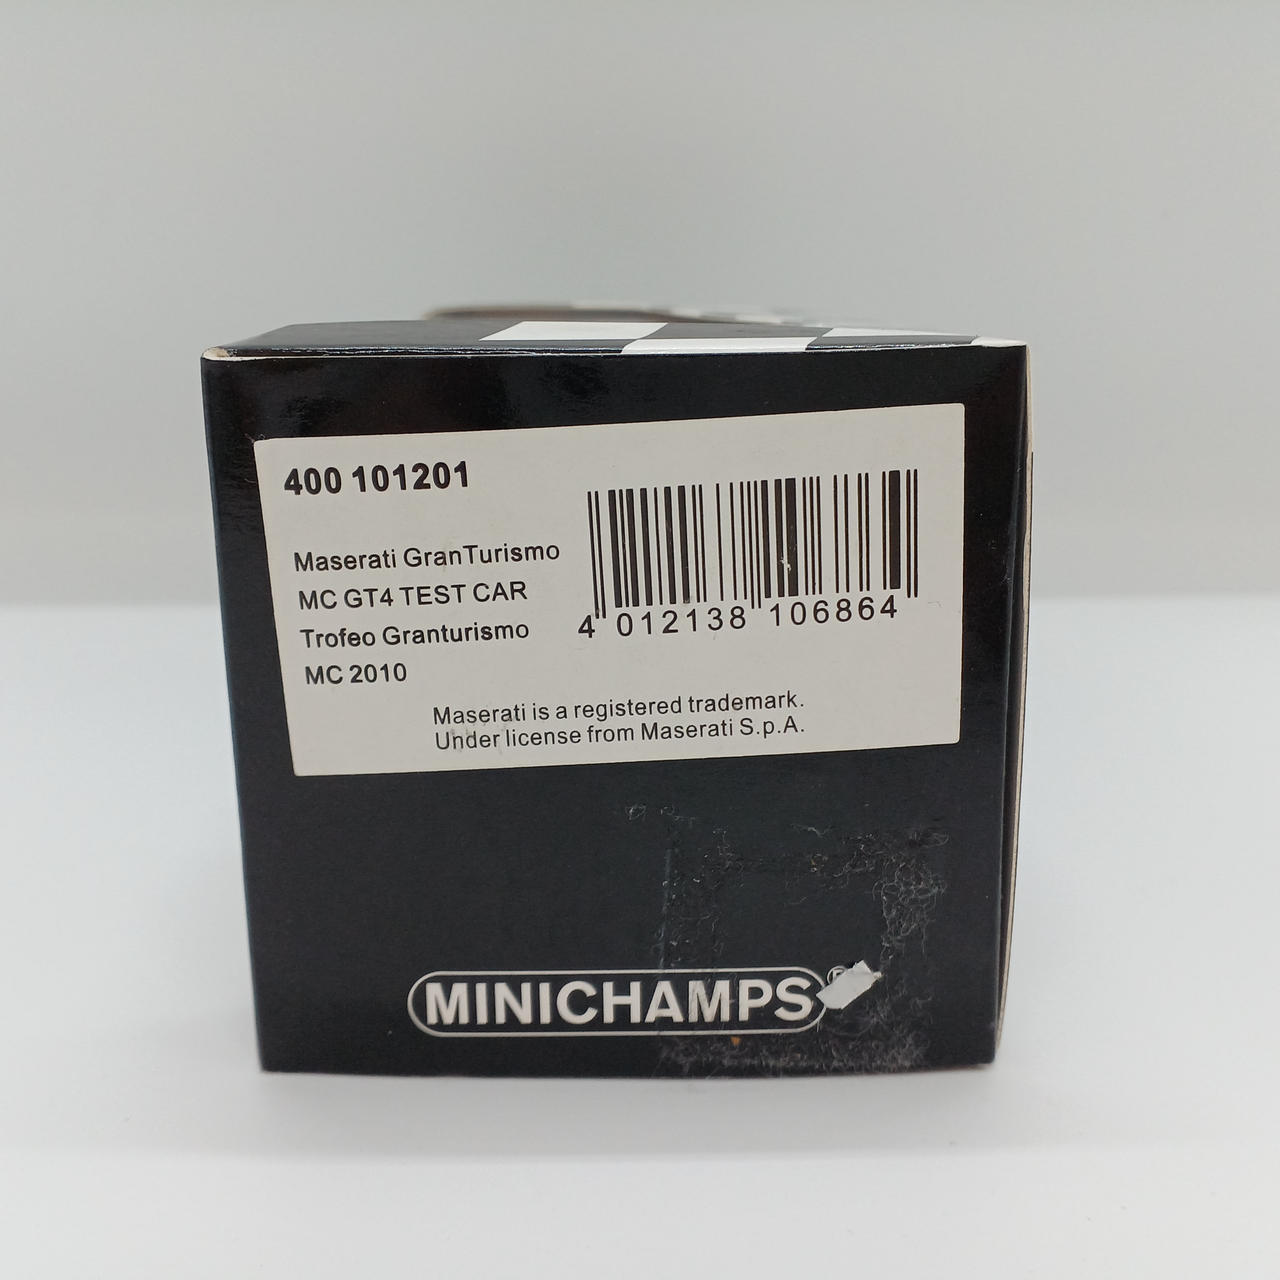 400 101201
Maserati GranTurismo
MC GT4 TEST CAR
Trofeo Granturismo
MC 2010
4 012138 106864
Maserati is a registered trademark.
Under license from Maserati S.p.A.
MINICHAMPS®